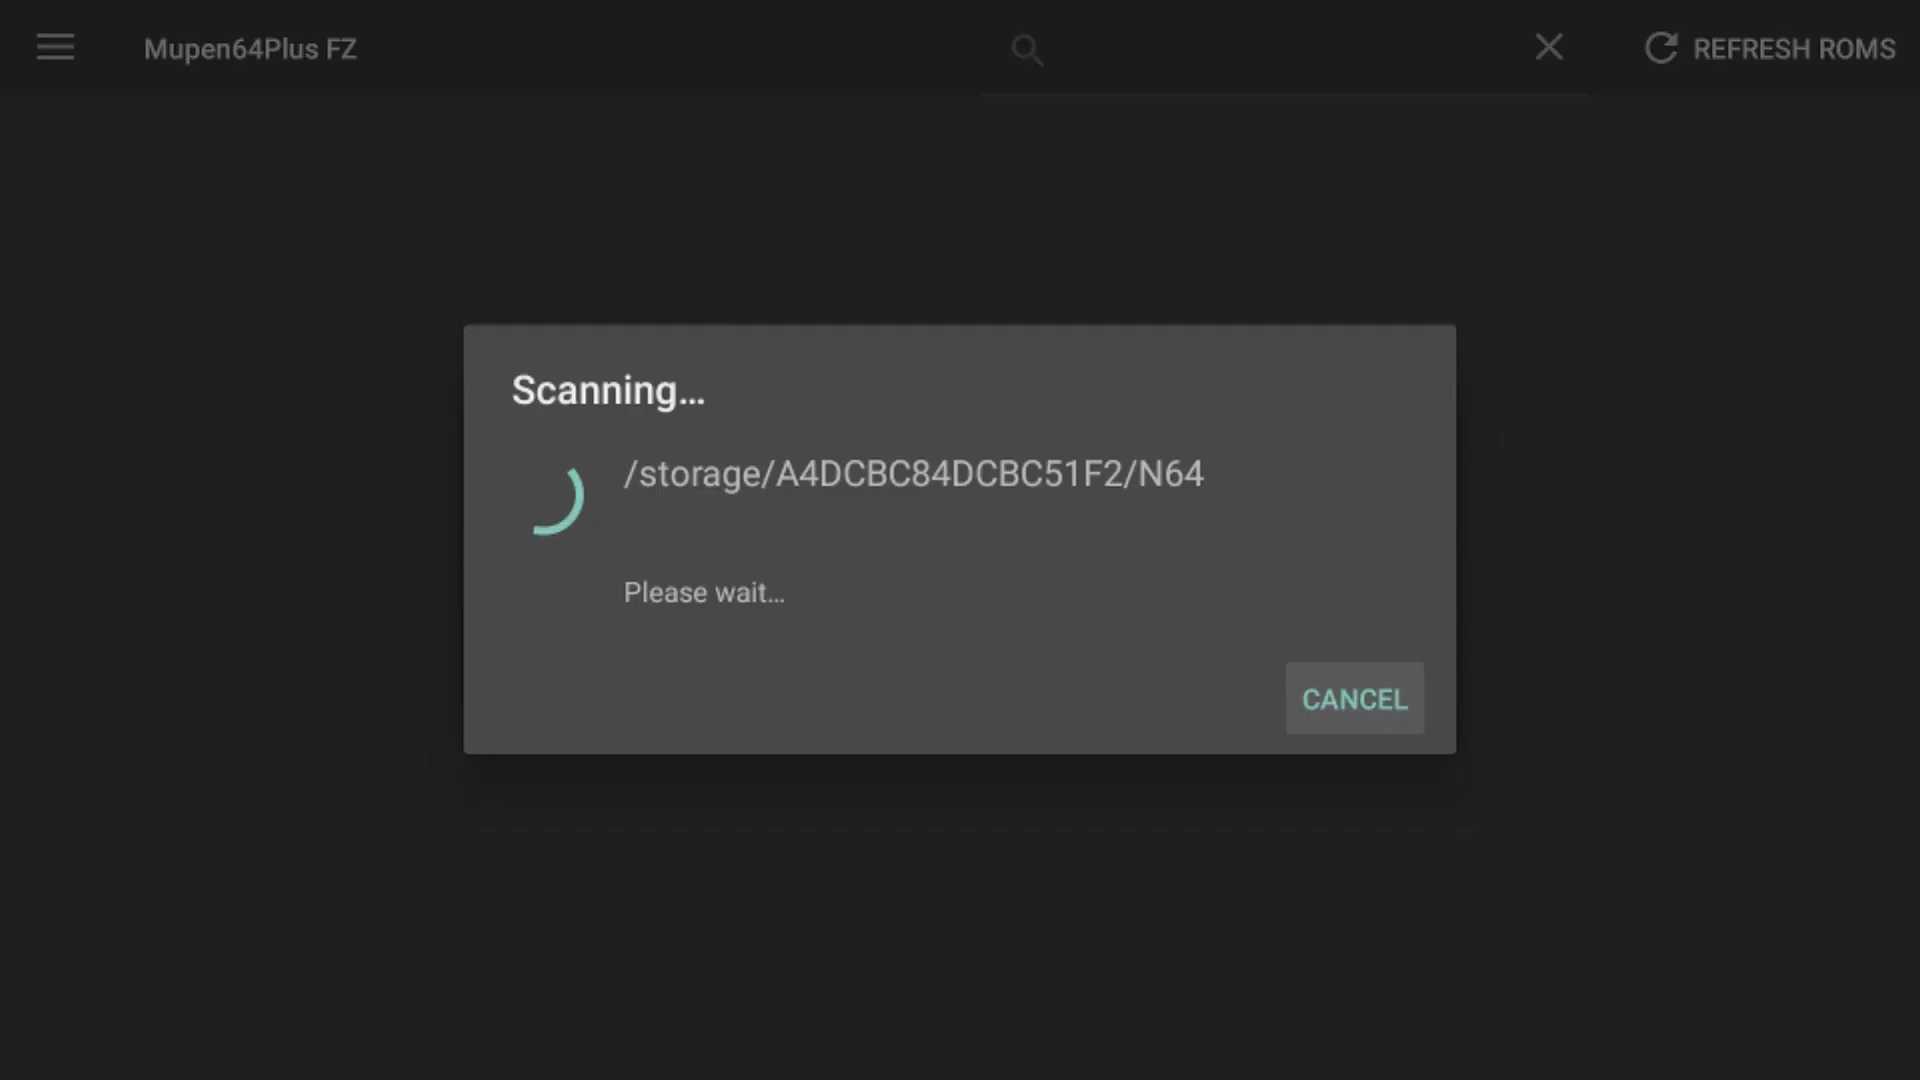 Mupen64Plus FZ
REFRESH ROMS
Scanning…
/storage/A4DCBC84DCBC51F2/N64
Please wait…
CANCEL